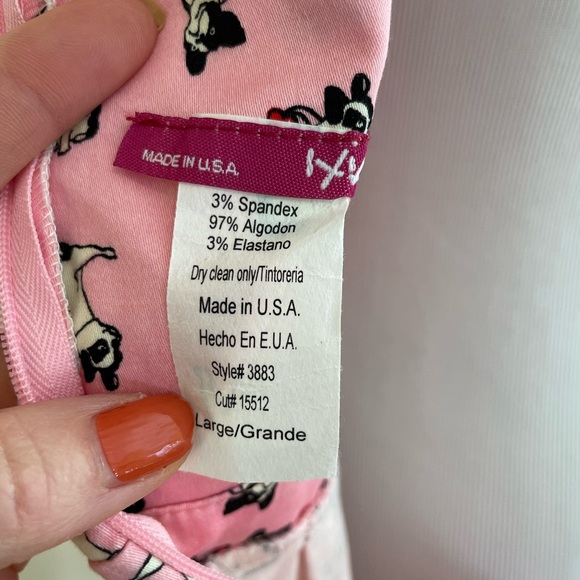 MADE IN U.S.A.
3% Spandex
97% Algodon
3% Elastano
Dry clean only/Tintoreria
Made in U.S.A.
Hecho En E.U.A.
Style# 3883
Cut# 15512
Large/Grande